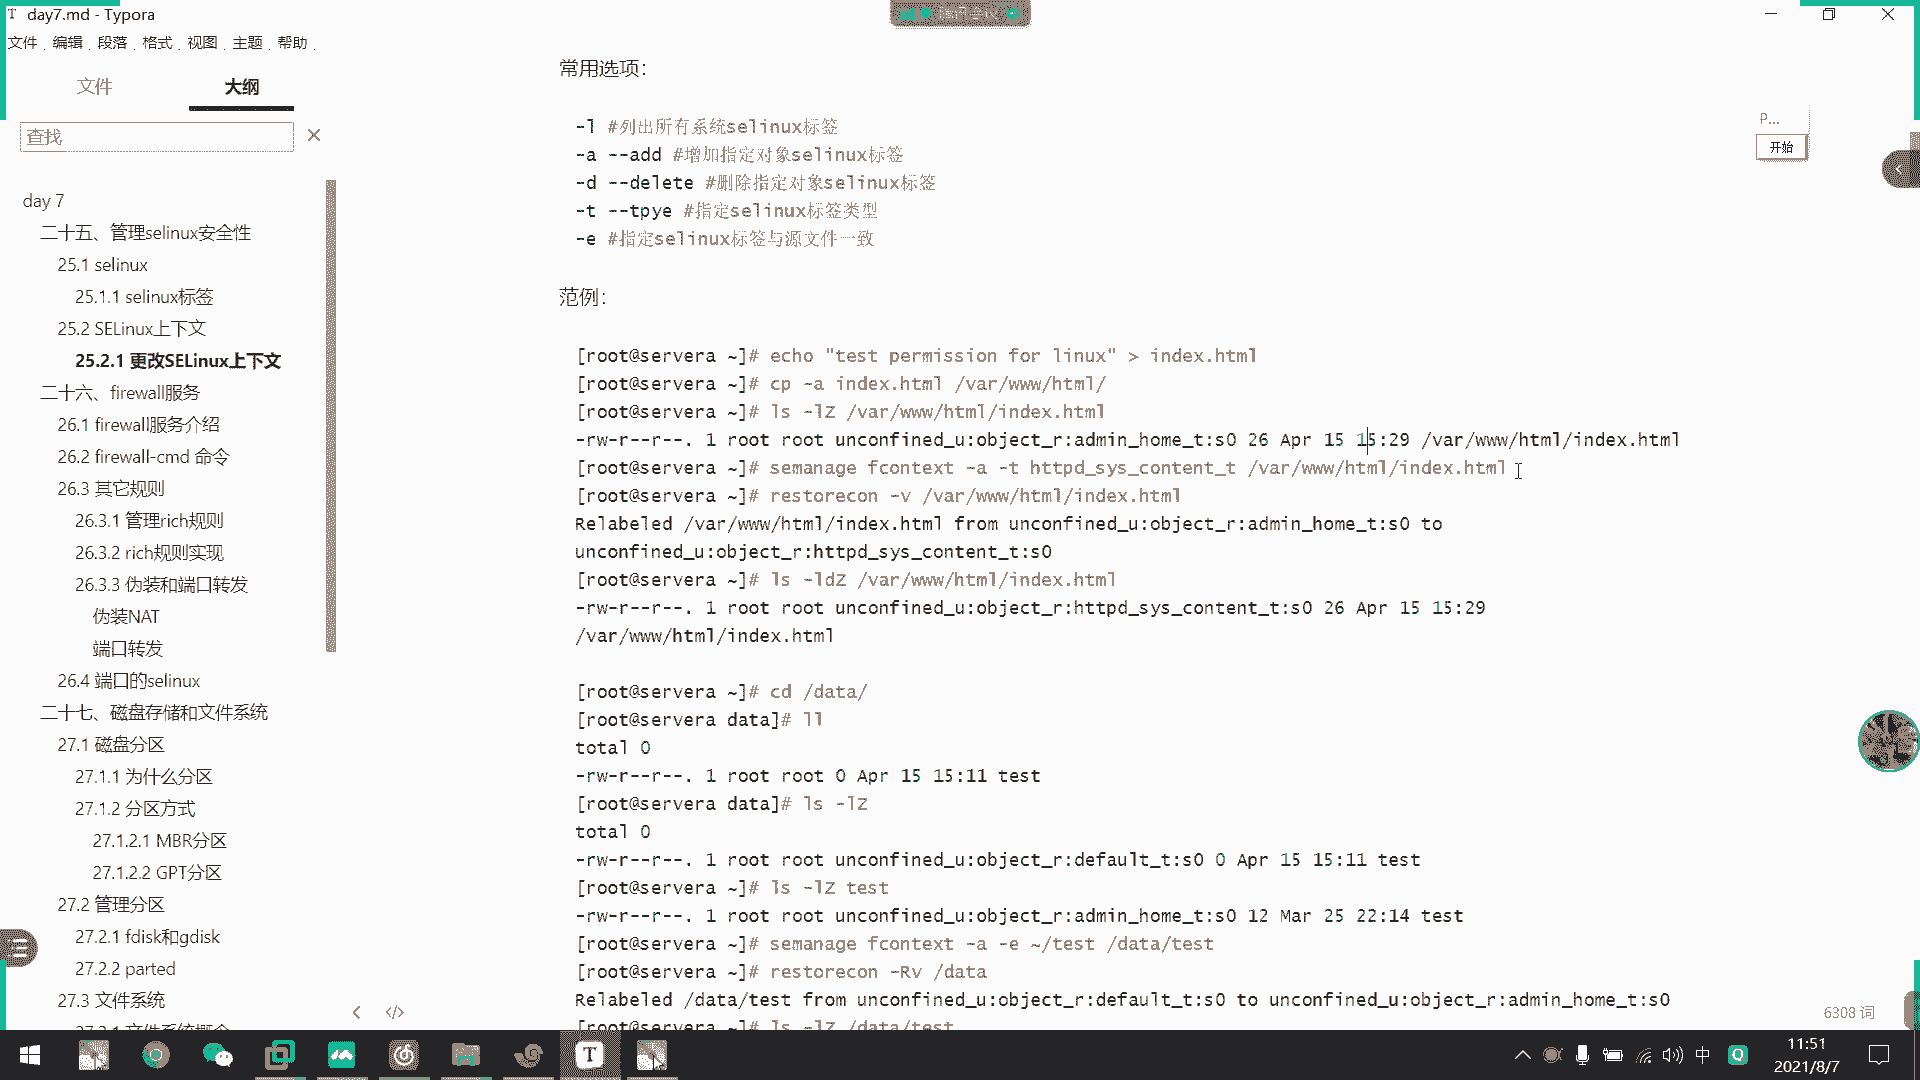 day7.md - Typora
文件 编辑 段落 格式 视图 主题 帮助
文件 大纲
查找
day 7
二十五、管理selinux安全性
25.1 selinux
25.1.1 selinux标签
25.2 SELinux上下文
25.2.1 更改SELinux上下文
二十六、firewall服务
26.1 firewall服务介绍
26.2 firewall-cmd 命令
26.3 其它规则
26.3.1 管理rich规则
26.3.2 rich规则实现
26.3.3 伪装和端口转发
伪装NAT
端口转发
26.4 端口的selinux
二十七、磁盘存储和文件系统
27.1 磁盘分区
27.1.1 为什么分区
27.1.2 分区方式
27.1.2.1 MBR分区
27.1.2.2 GPT分区
27.2 管理分区
27.2.1 fdisk和gdisk
27.2.2 parted
27.3 文件系统
27.3.1 文件系统概念
常用选项：
-l #列出所有系统selinux标签
-a --add #增加指定对象selinux标签
-d --delete #删除指定对象selinux标签
-t --tpye #指定selinux标签类型
-e #指定selinux标签与源文件一致
范例：
[root@servera ~]# echo "test permission for linux" > index.html
[root@servera ~]# cp -a index.html /var/www/html/
[root@servera ~]# ls -lZ /var/www/html/index.html
-rw-r--r--. 1 root root unconfined_u:object_r:admin_home_t:s0 26 Apr 15 15:29 /var/www/html/index.html
[root@servera ~]# semanage fcontext -a -t httpd_sys_content_t /var/www/html/index.html
[root@servera ~]# restorecon -v /var/www/html/index.html
Relabeled /var/www/html/index.html from unconfined_u:object_r:admin_home_t:s0 to
unconfined_u:object_r:httpd_sys_content_t:s0
[root@servera ~]# ls -ldZ /var/www/html/index.html
-rw-r--r--. 1 root root unconfined_u:object_r:httpd_sys_content_t:s0 26 Apr 15 15:29
/var/www/html/index.html
[root@servera ~]# cd /data/
[root@servera data]# ll
total 0
-rw-r--r--. 1 root root 0 Apr 15 15:11 test
[root@servera data]# ls -lZ
total 0
-rw-r--r--. 1 root root unconfined_u:object_r:default_t:s0 0 Apr 15 15:11 test
[root@servera ~]# ls -lZ test
-rw-r--r--. 1 root root unconfined_u:object_r:admin_home_t:s0 12 Mar 25 22:14 test
[root@servera ~]# semanage fcontext -a -e ~/test /data/test
[root@servera ~]# restorecon -Rv /data
Relabeled /data/test from unconfined_u:object_r:default_t:s0 to unconfined_u:object_r:admin_home_t:s0
[root@servera ~]# ls -lZ /data/test
P...
开始
6308 词
中
11:51
2021/8/7